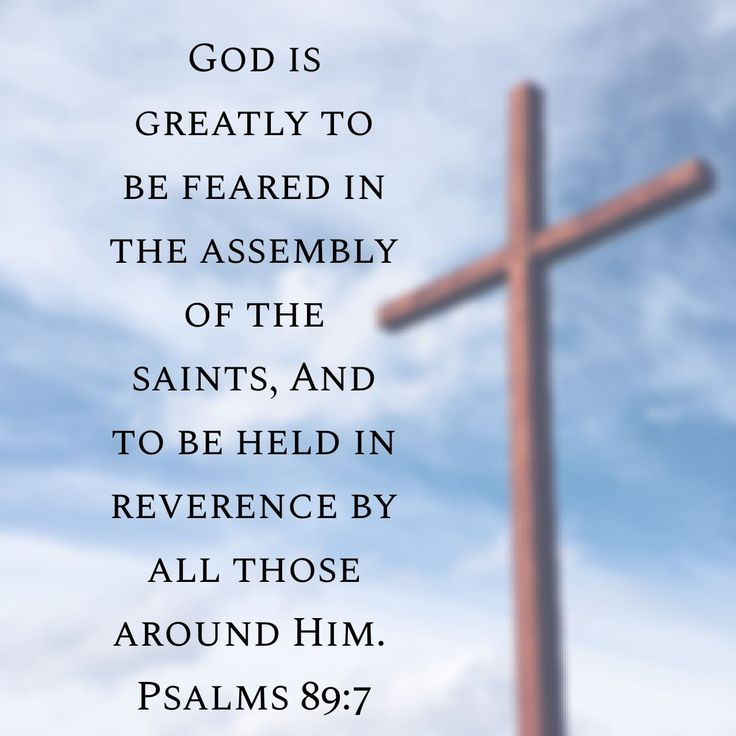 God is
greatly to
be feared in
the assembly
of the
saints, And
to be held in
reverence by
all those
around Him.
Psalms 89:7